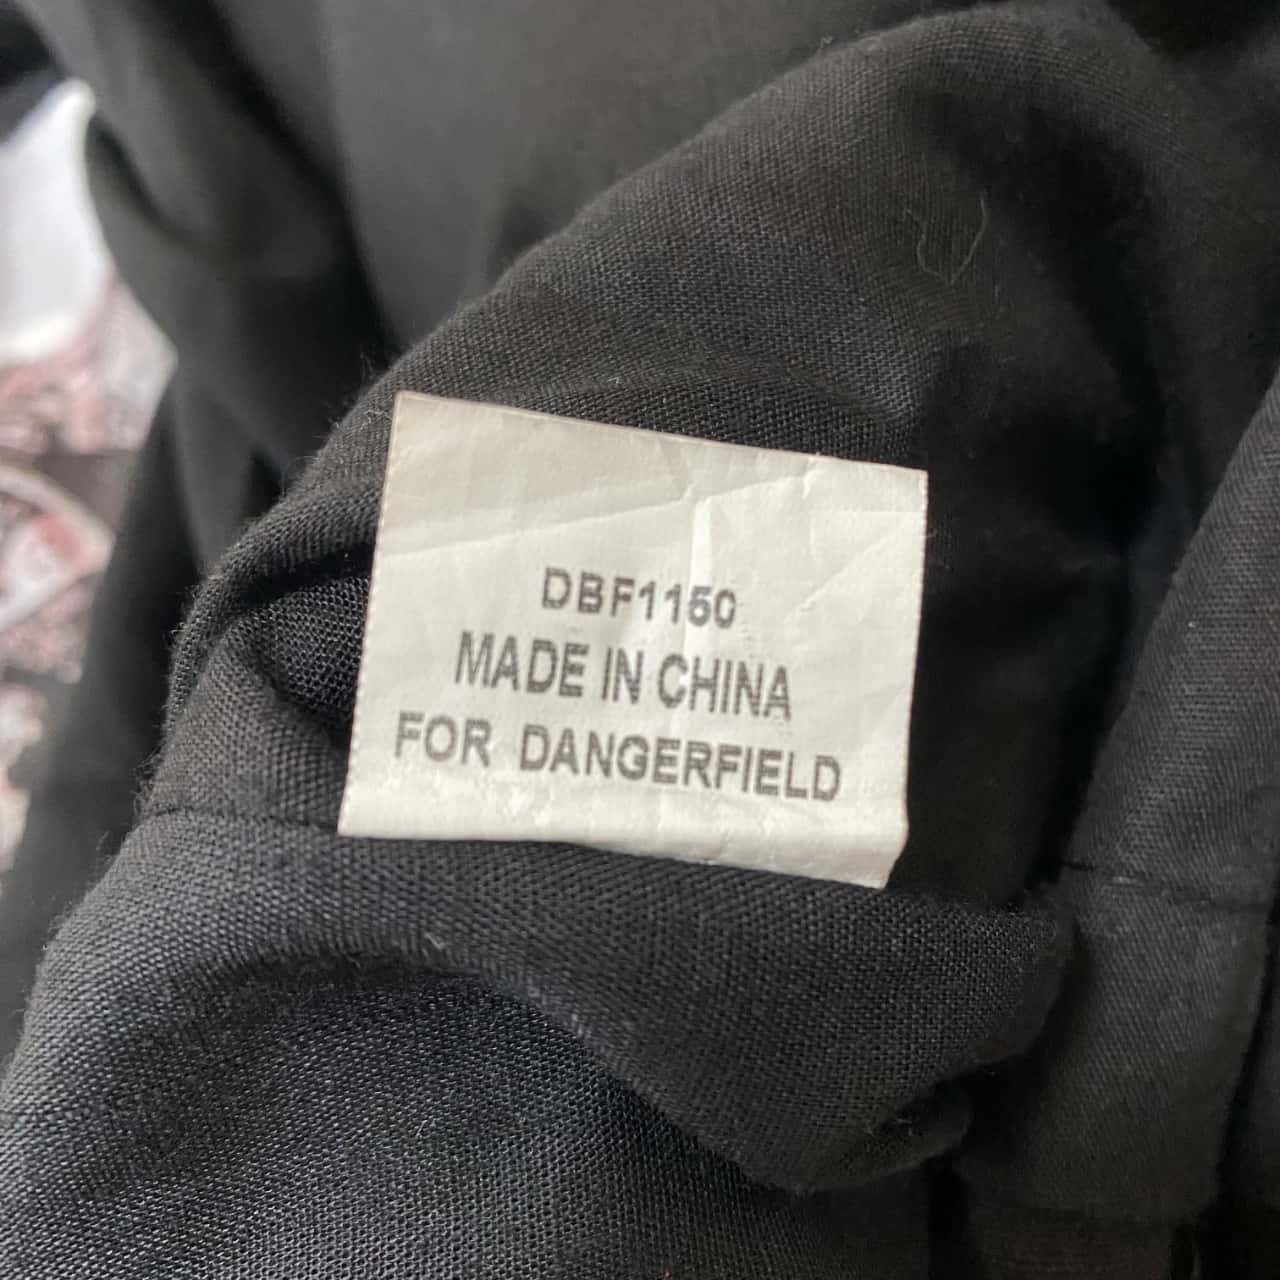 DBF1150
MADE IN CHINA
FOR DANGERFIELD